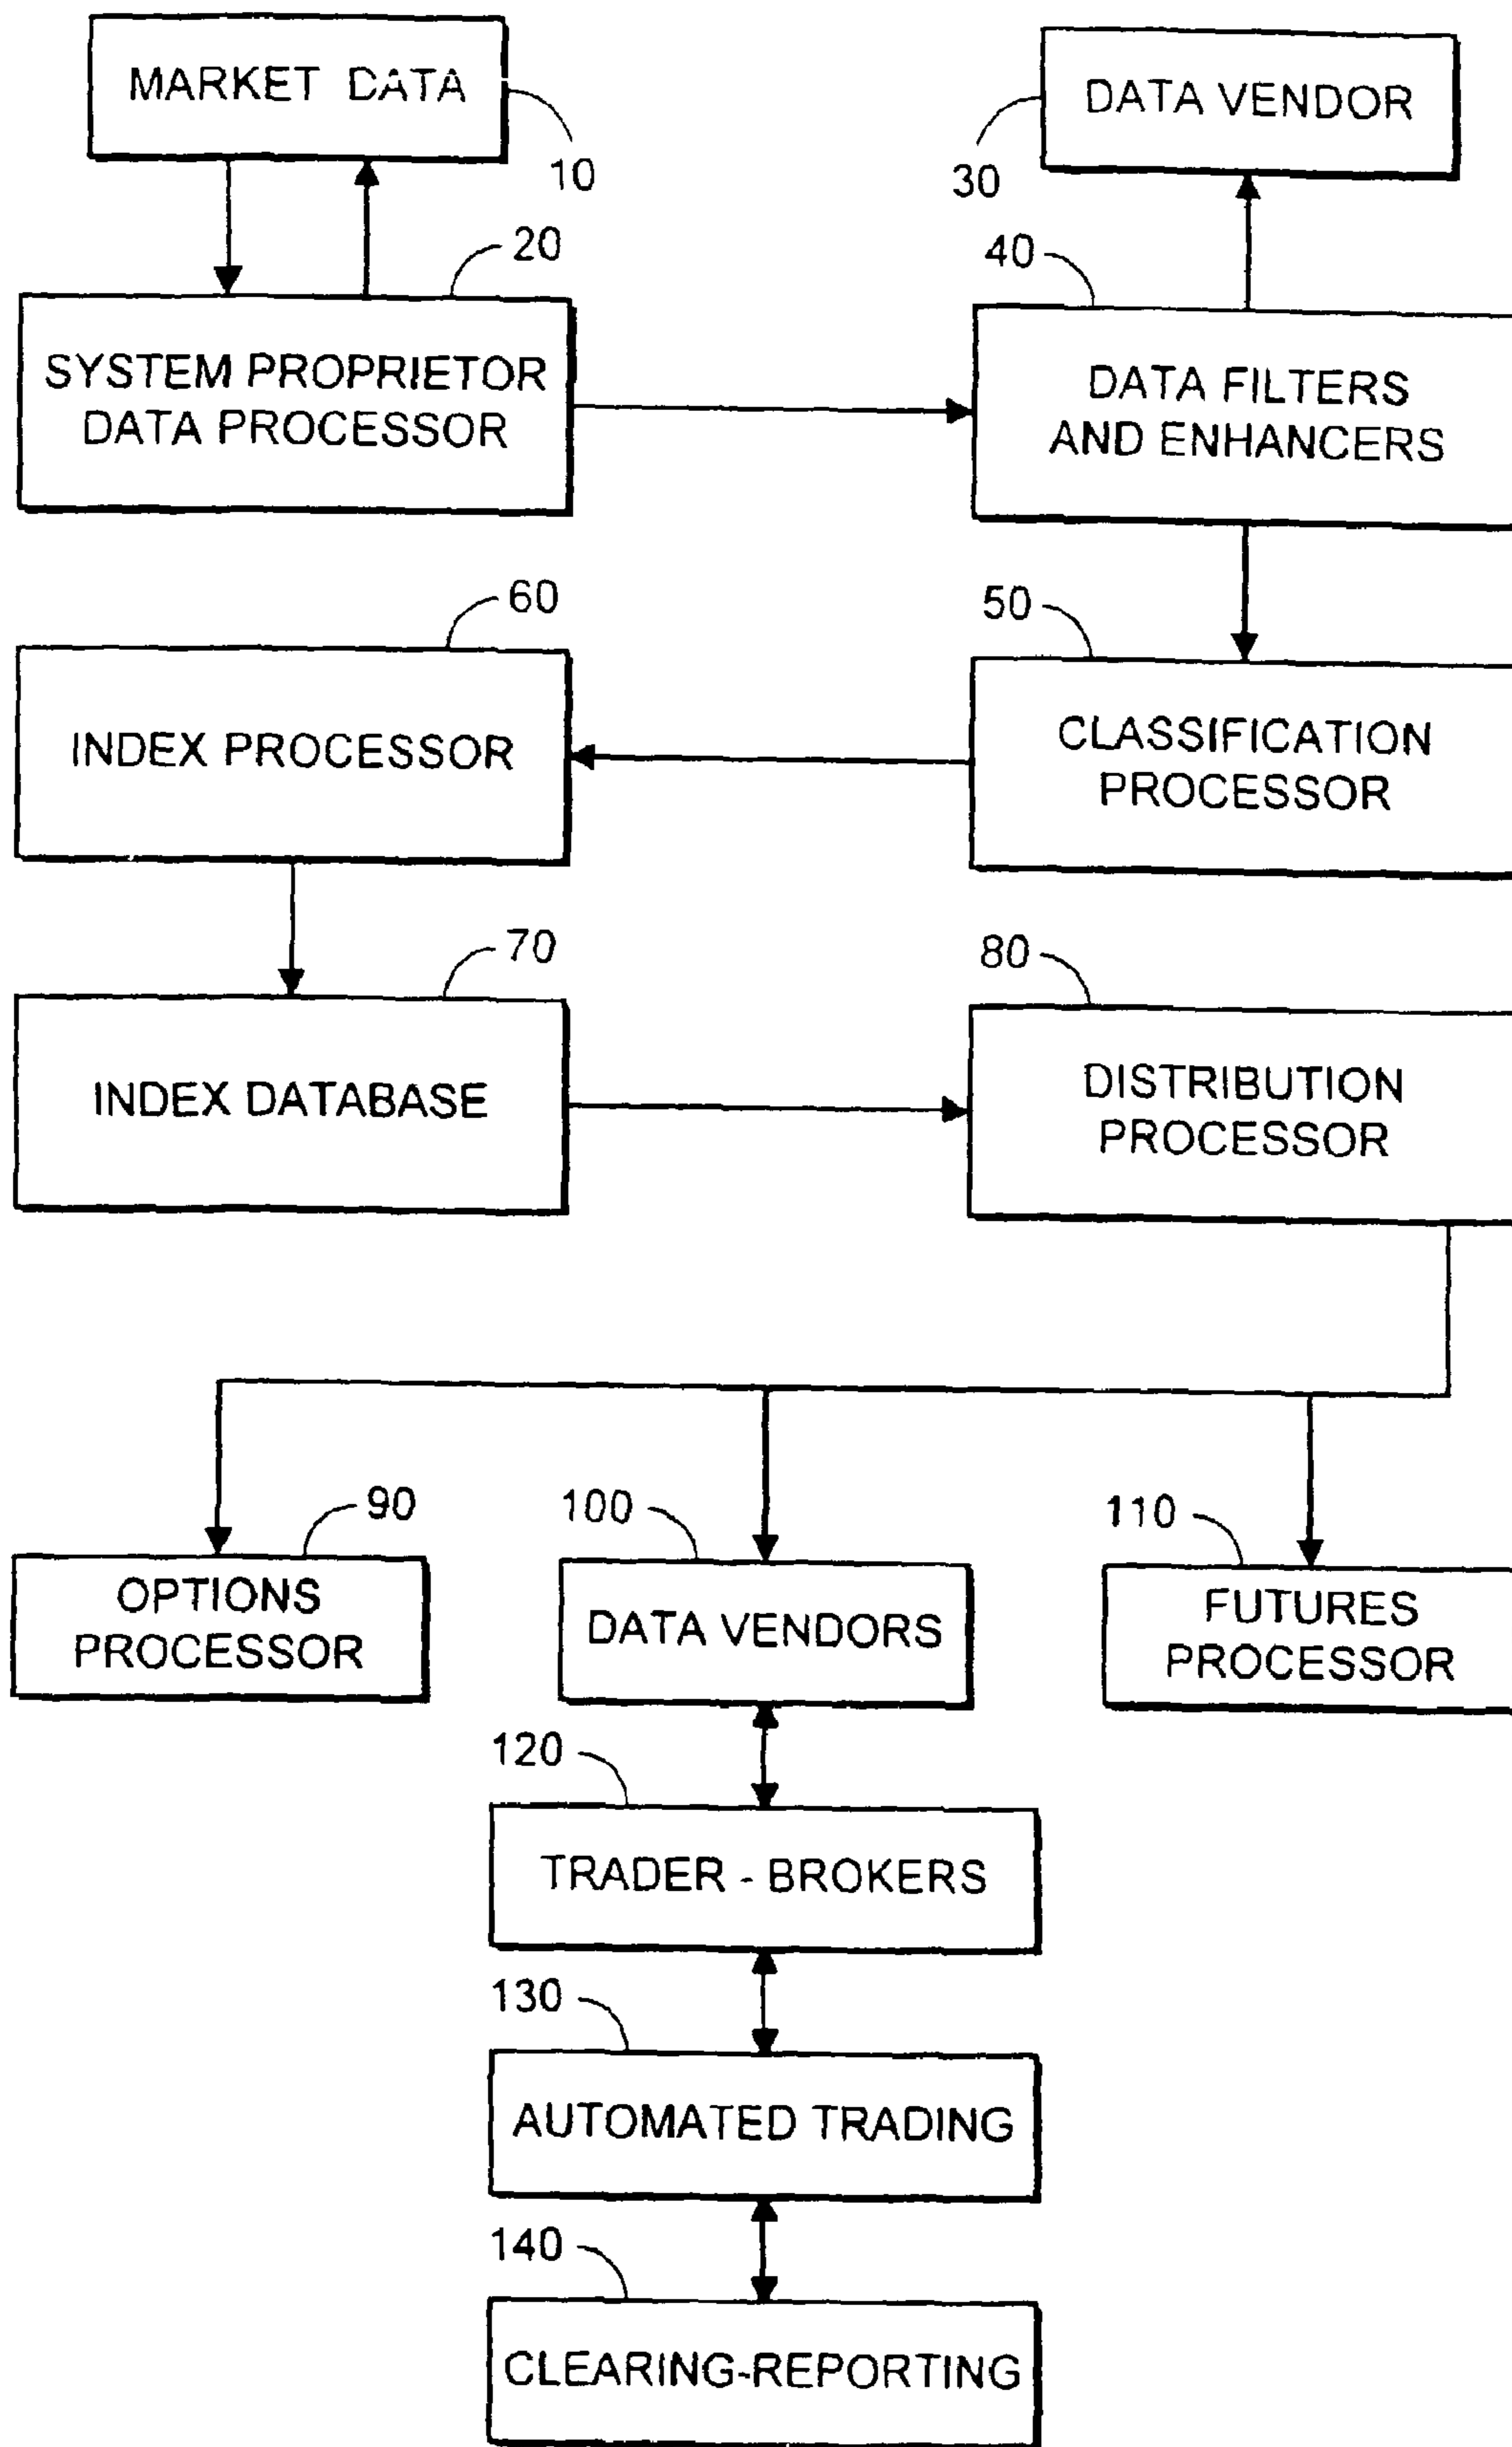 MARKET DATA
10
DATA VENDOR
30
20
SYSTEM PROPRIETOR
DATA PROCESSOR
40
DATA FILTERS
AND ENHANCERS
60
INDEX PROCESSOR
50
CLASSIFICATION
PROCESSOR
70
INDEX DATABASE
80
DISTRIBUTION
PROCESSOR
90
OPTIONS
PROCESSOR
100
DATA VENDORS
110
FUTURES
PROCESSOR
120
TRADER - BROKERS
130
AUTOMATED TRADING
140
CLEARING-REPORTING